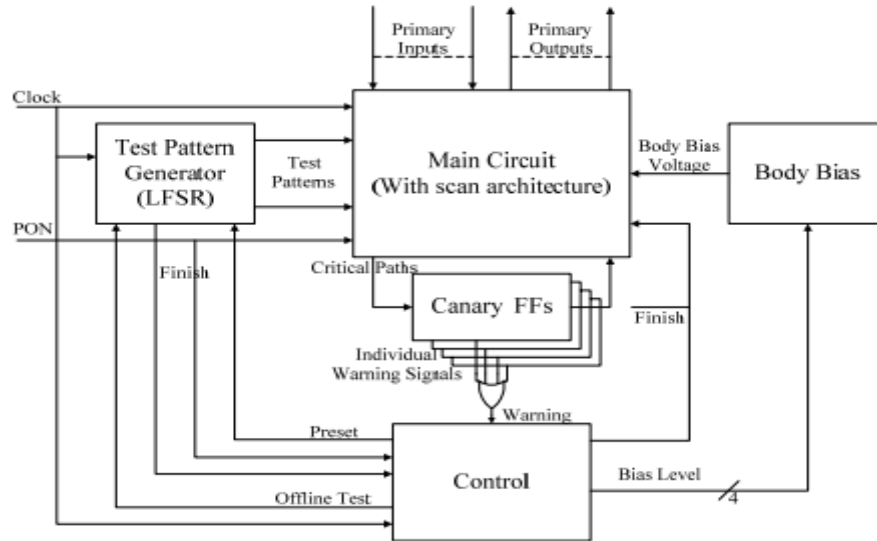 Primary
Inputs
Primary
Outputs
Clock
Test Pattern
Generator
(LFSR)
Test
Patterns
Main Circuit
(With scan architecture)
Body Bias
Voltage
Body Bias
PON
Finish
Critical Paths
Canary FFs
Finish
Individual
Warning Signals
Warning
Preset
Control
Offline Test
Bias Level
4